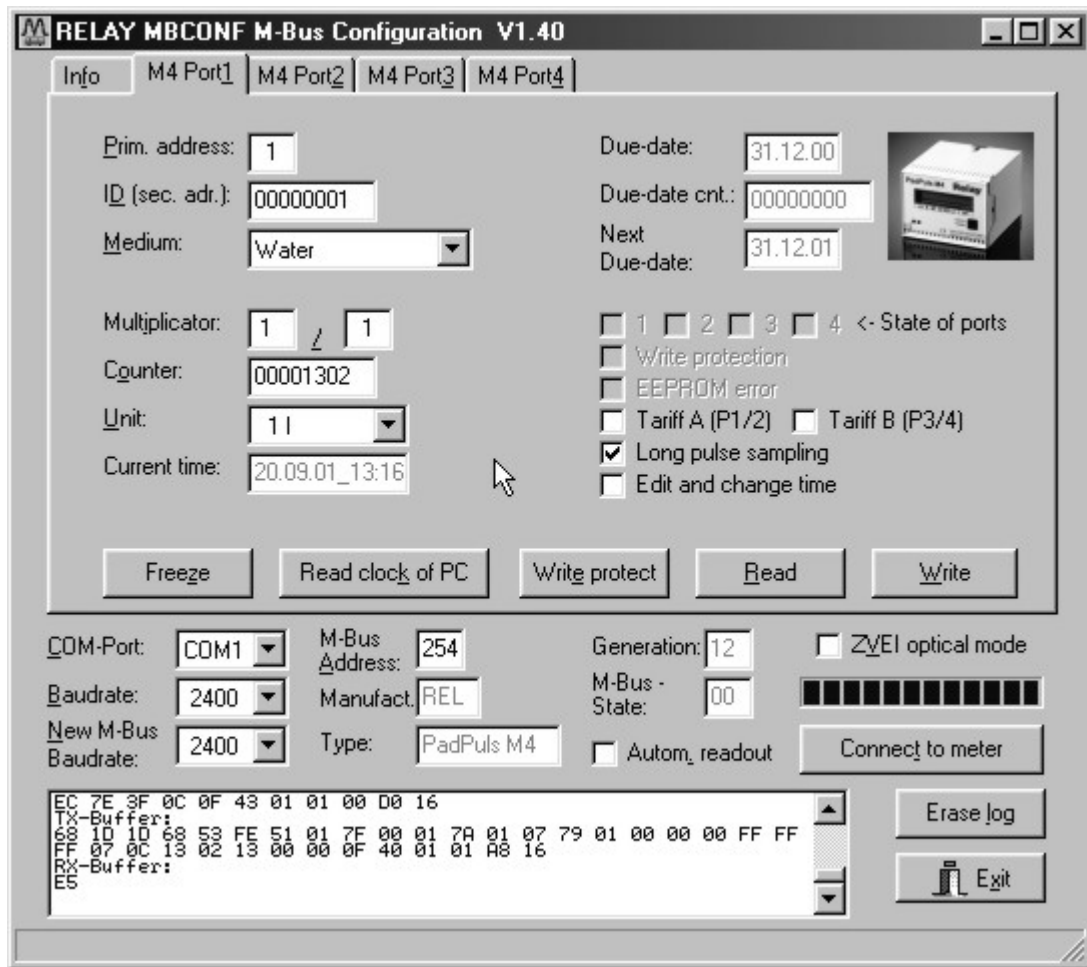 RELAY MBCONF M-Bus Configuration V1.40
Info M4 Port1 M4 Port2 M4 Port3 M4 Port4
Prim. address: 1
Due-date: 31.12.00
PadPuls M4 Relay
ID (sec. adr.): 00000001
Due-date cnt.: 00000000
Medium: Water
Next
Due-date: 31.12.01
Multiplicator: 1 / 1
1 2 3 4 <- State of ports
Write protection
Counter: 00001302
EEPROM error
Unit: 1 l
Tariff A (P1/2) Tariff B (P3/4)
Long pulse sampling
Current time: 20.09.01_13:16
Edit and change time
Freeze Read clock of PC Write protect Read Write
COM-Port: COM1
M-Bus
Address: 254
Generation: 12
ZVEI optical mode
Baudrate: 2400
Manufact. REL
M-Bus -
State: 00
New M-Bus
Baudrate: 2400
Type: PadPuls M4
Autom. readout
Connect to meter
EC 7E 3F 0C 0F 43 01 01 00 D0 16
TX-Buffer:
68 1D 1D 68 53 FE 51 01 7F 00 01 7A 01 07 79 01 00 00 00 FF FF
FF 07 0C 13 02 13 00 00 0F 40 01 01 A8 16
RX-Buffer:
E5
Erase log
Exit